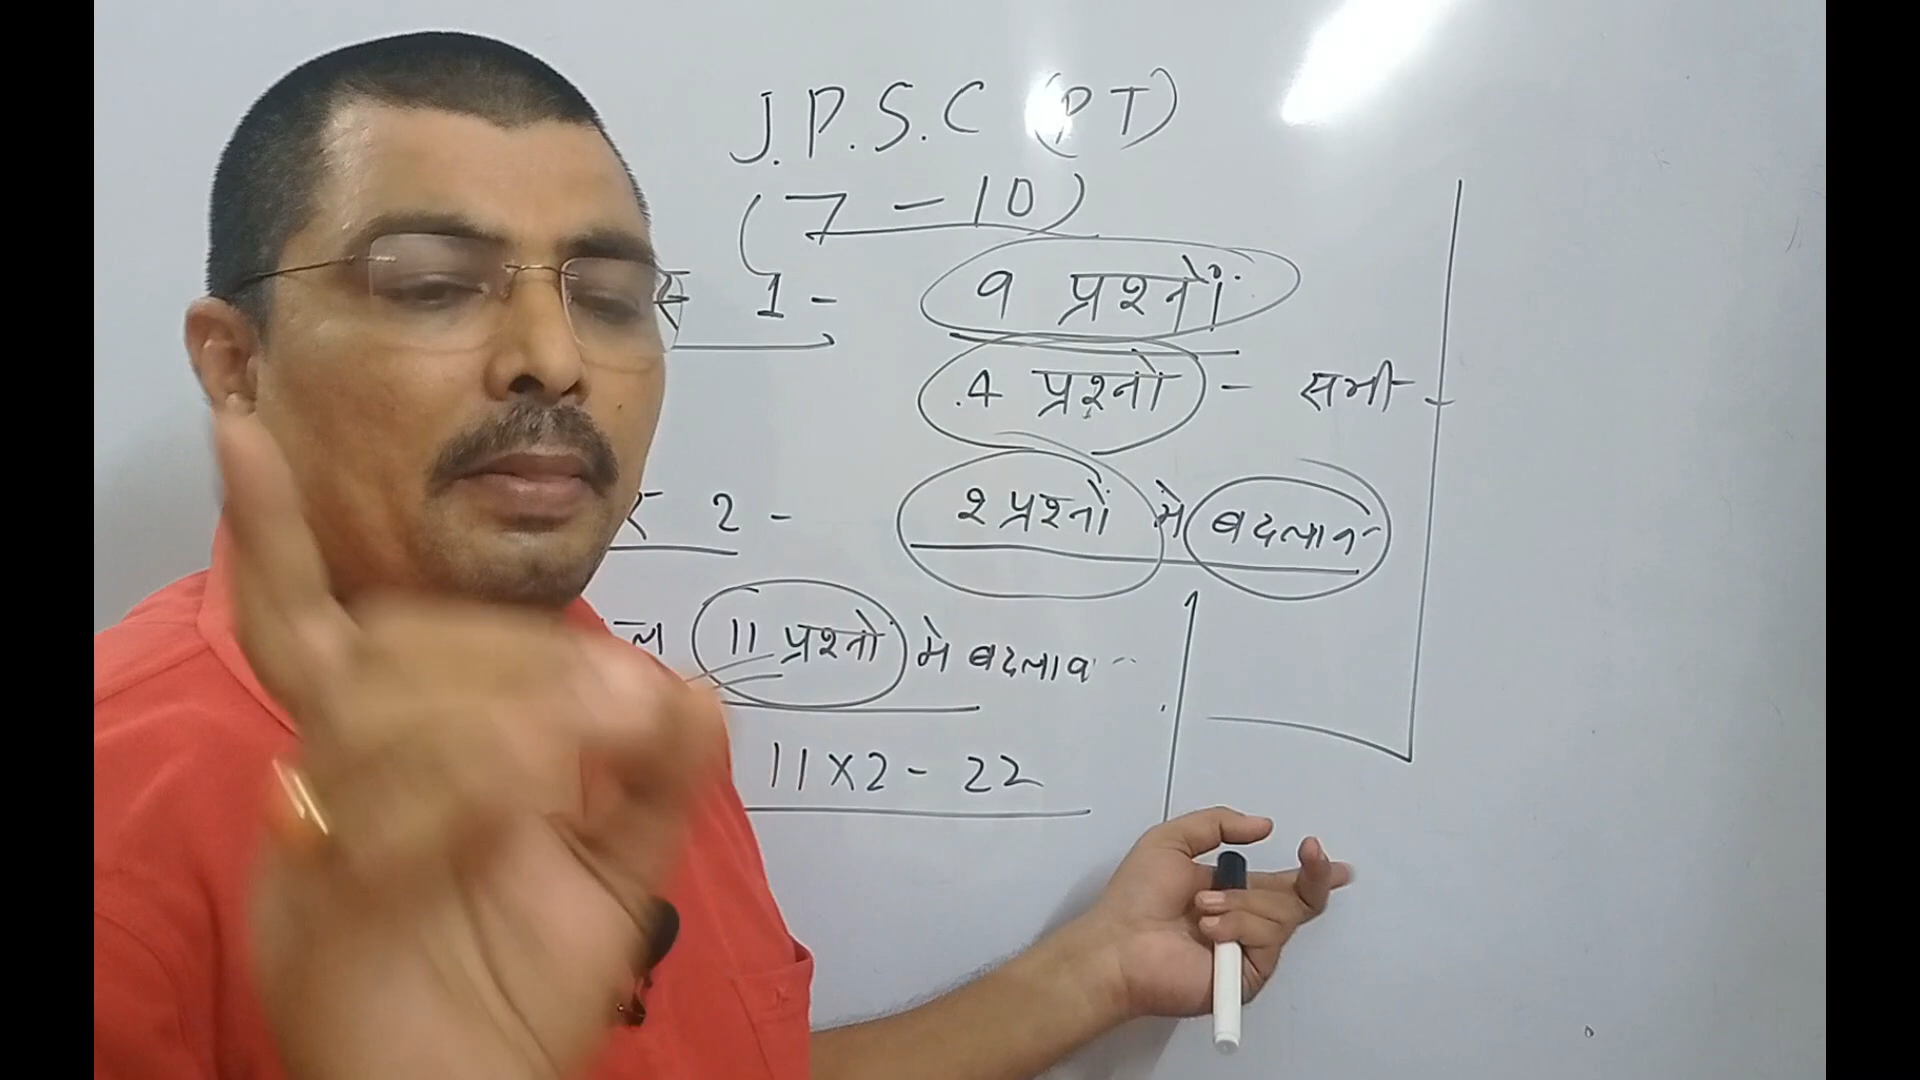 J.P.S.C (PT)
(7-10)
1 - 9 प्रश्नों
4 प्रश्नो - सभी -
2 - 2 प्रश्नों मे बदलाव
11 प्रश्नो मे बदलाव
11x2- 22